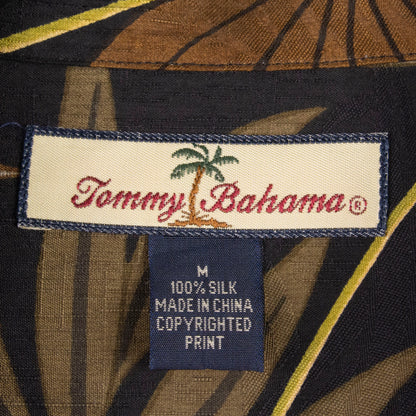 Tommy Bahama®
M
100% SILK
MADE IN CHINA
COPYRIGHTED
PRINT